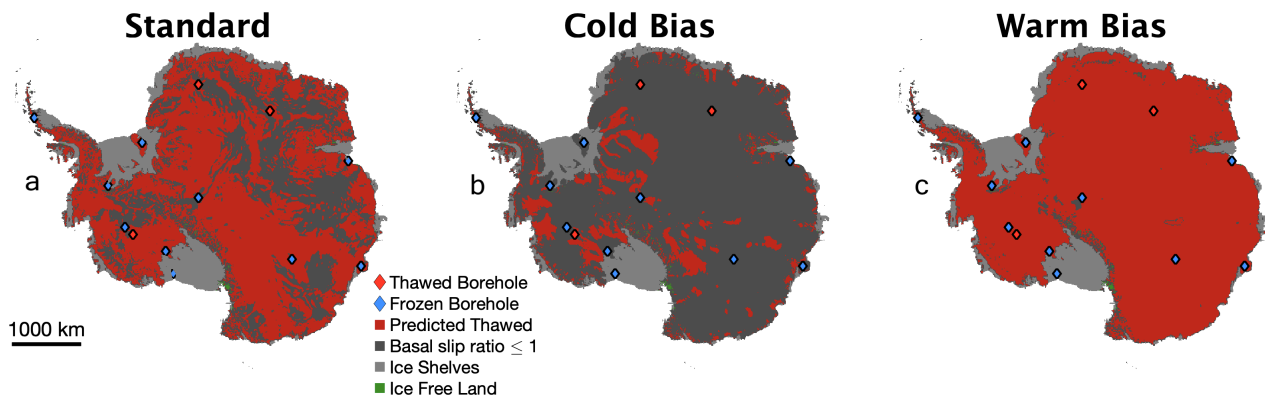 Standard
Cold Bias
Warm Bias
a
b
c
Thawed Borehole
Frozen Borehole
Predicted Thawed
Basal slip ratio ≤ 1
Ice Shelves
Ice Free Land
1000 km